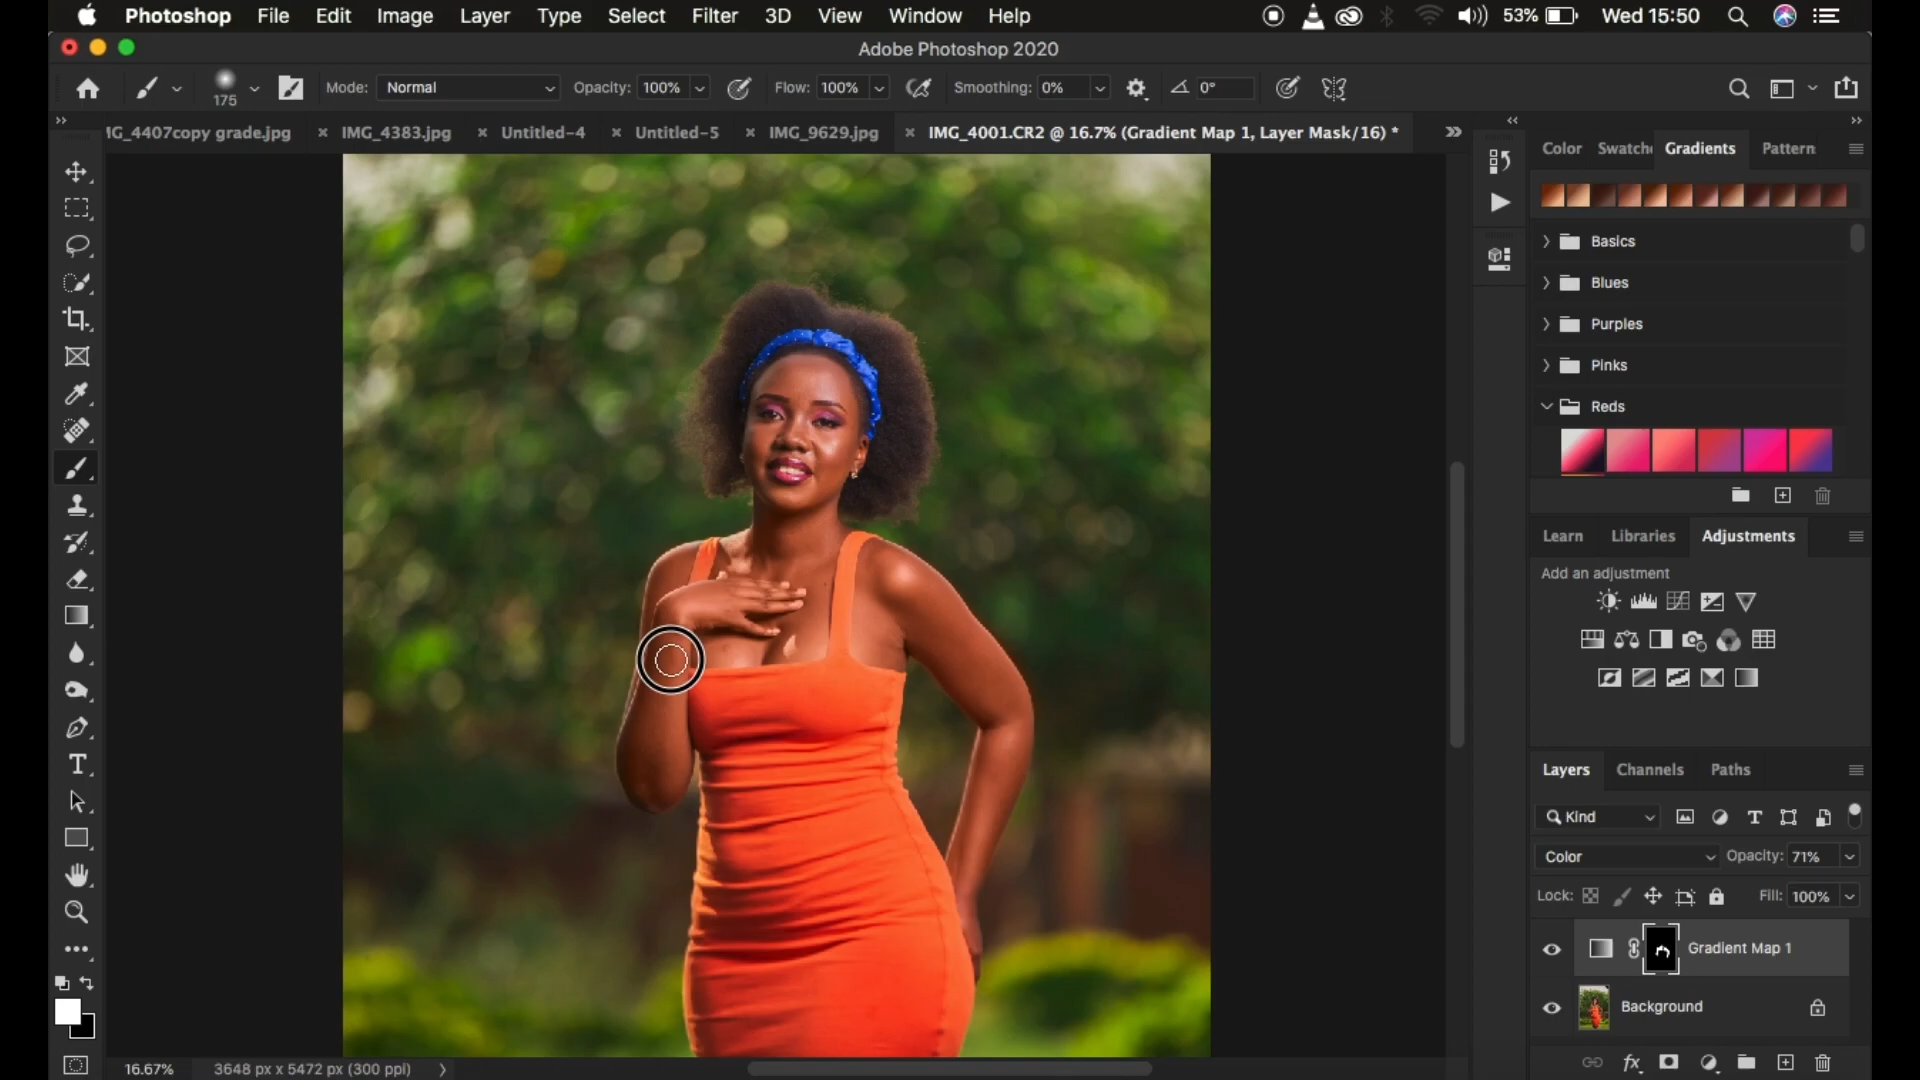 Photoshop File Edit Image Layer Type Select Filter 3D View Window Help 53% Wed 15:50
Adobe Photoshop 2020
175 Mode: Normal Opacity: 100% Flow: 100% Smoothing: 0% 0°
IG_4407copy grade.jpg IMG_4383.jpg Untitled-4 Untitled-5 IMG_9629.jpg IMG_4001.CR2 @ 16.7% (Gradient Map 1, Layer Mask/16) *
Color Swatche Gradients Pattern
Basics
Blues
Purples
Pinks
Reds
Learn Libraries Adjustments
Add an adjustment
Layers Channels Paths
Kind
Color Opacity: 71%
Lock: Fill: 100%
Gradient Map 1
Background
16.67% 3648 px x 5472 px (300 ppi)